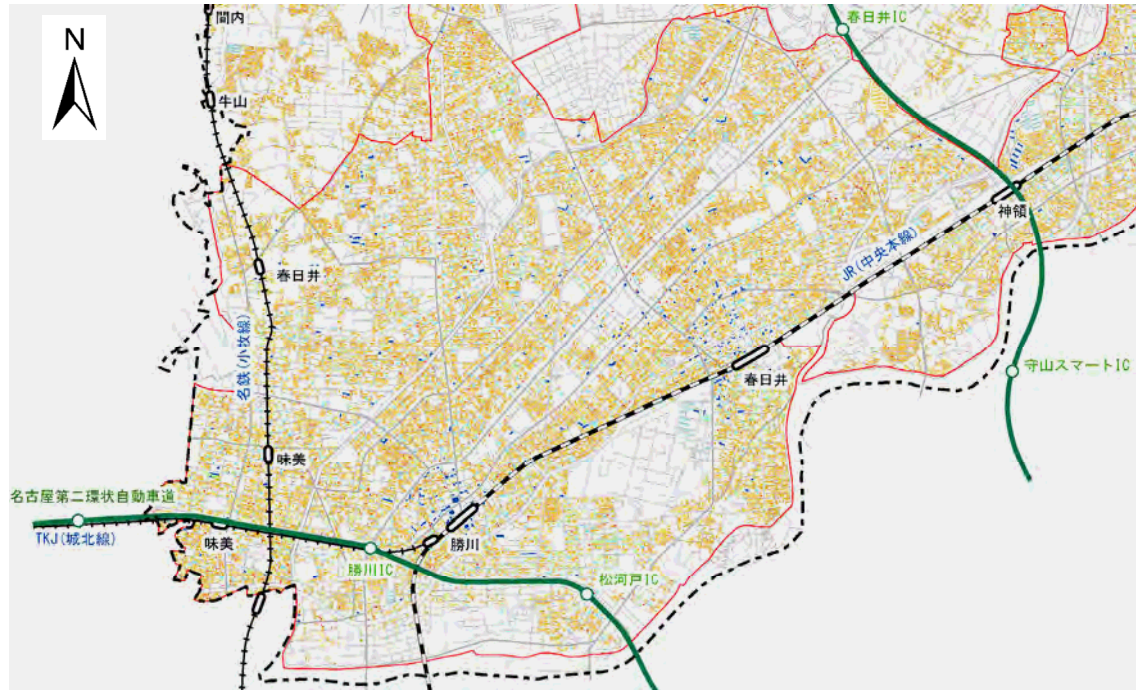 間内
春日井IC
N
牛山
神領
JR(中央本線)
春日井
名鉄(小牧線)
守山スマートIC
春日井
味美
名古屋第二環状自動車道
TKJ(城北線)
味美
勝川
勝川IC
松河戸IC